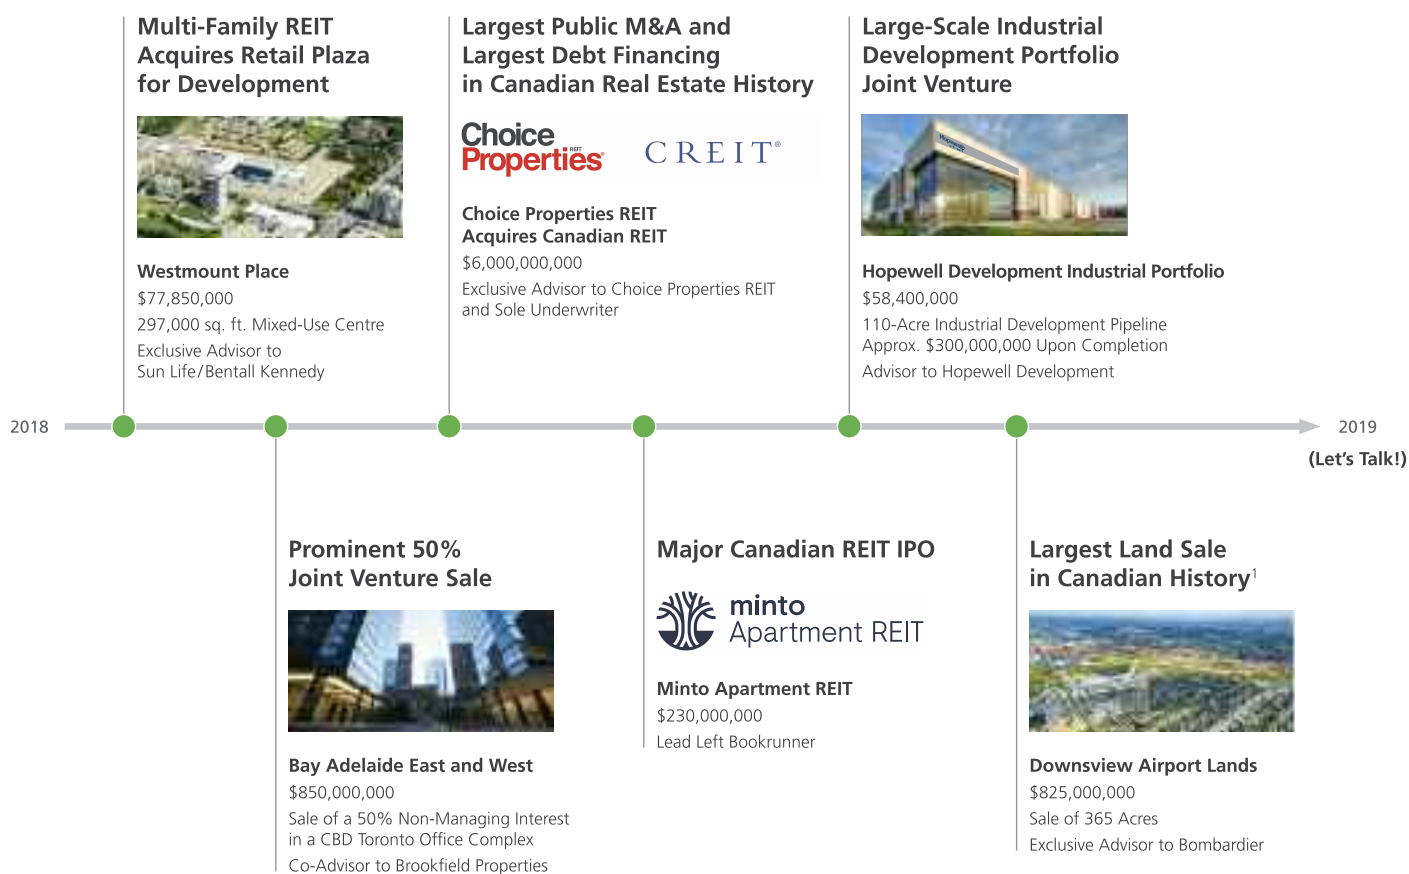 Multi-Family REIT
Acquires Retail Plaza
for Development
Westmount Place
$77,850,000
297,000 sq. ft. Mixed-Use Centre
Exclusive Advisor to
Sun Life/Bentall Kennedy
Largest Public M&A and
Largest Debt Financing
in Canadian Real Estate History
Choice
Properties REIT®
CREIT®
Choice Properties REIT
Acquires Canadian REIT
$6,000,000,000
Exclusive Advisor to Choice Properties REIT
and Sole Underwriter
Large-Scale Industrial
Development Portfolio
Joint Venture
Hopewell
Hopewell Development Industrial Portfolio
$58,400,000
110-Acre Industrial Development Pipeline
Approx. $300,000,000 Upon Completion
Advisor to Hopewell Development
2018
2019
(Let’s Talk!)
Prominent 50%
Joint Venture Sale
Bay Adelaide East and West
$850,000,000
Sale of a 50% Non-Managing Interest
in a CBD Toronto Office Complex
Co-Advisor to Brookfield Properties
Major Canadian REIT IPO
minto
Apartment REIT
Minto Apartment REIT
$230,000,000
Lead Left Bookrunner
Largest Land Sale
in Canadian History1
Downsview Airport Lands
$825,000,000
Sale of 365 Acres
Exclusive Advisor to Bombardier